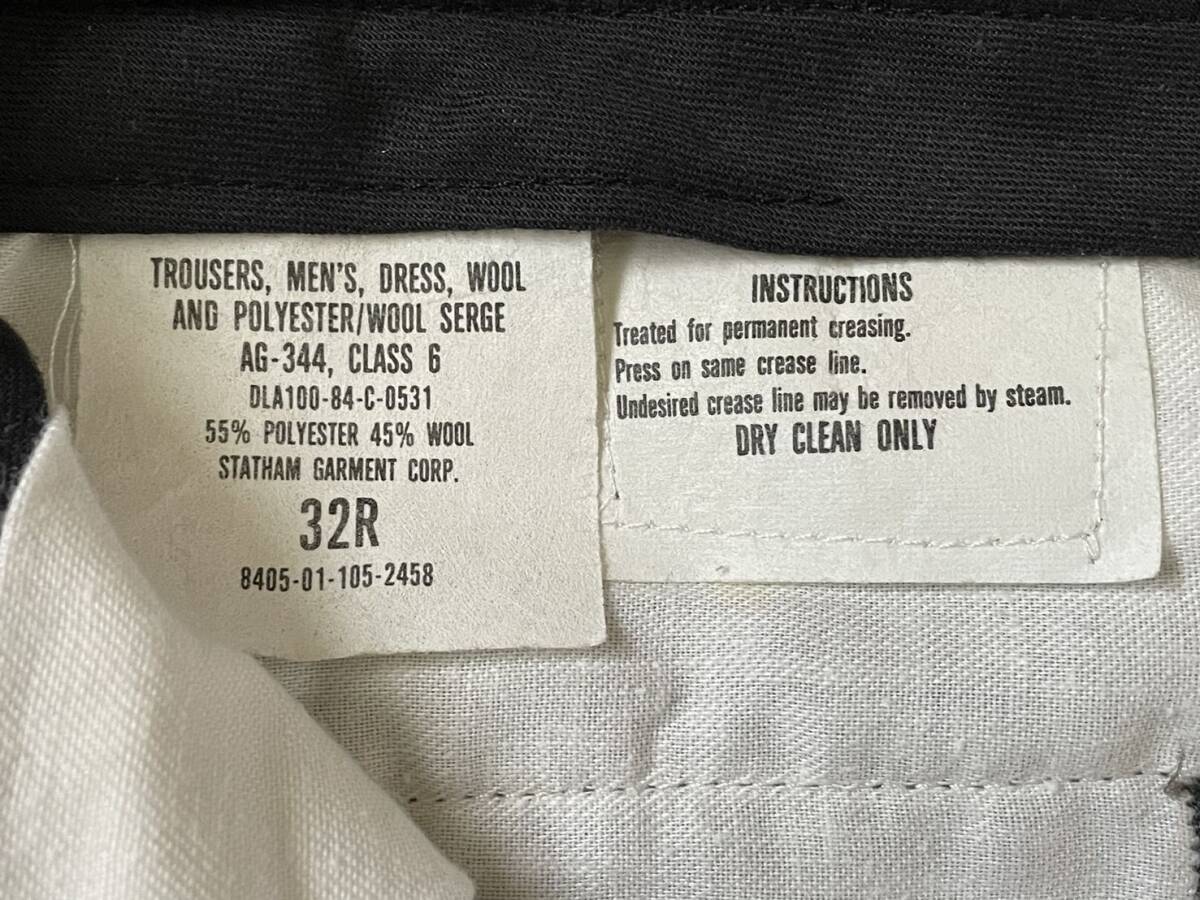 TROUSERS, MEN'S, DRESS, WOOL
AND POLYESTER/WOOL SERGE
AG-344, CLASS 6
DLA100-84-C-0531
55% POLYESTER 45% WOOL
STATHAM GARMENT CORP.
32R
8405-01-105-2458
INSTRUCTIONS
Treated for permanent creasing.
Press on same crease line.
Undesired crease line may be removed by steam.
DRY CLEAN ONLY